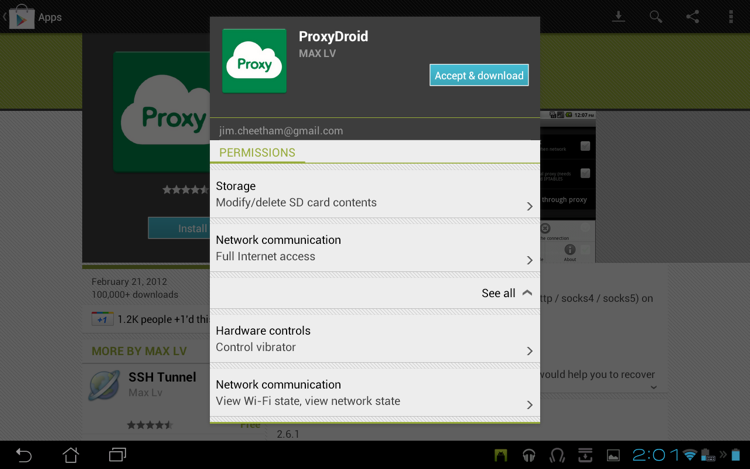 Apps
ProxyDroid
MAX LV
Accept & download
Proxy
jim.cheetham@gmail.com
PERMISSIONS
Storage
Modify/delete SD card contents
Network communication
Full Internet access
See all
Hardware controls
Control vibrator
Network communication
View Wi-Fi state, view network state
Proxy
Install
February 21, 2012
100,000+ downloads
+1
1.2K people +1'd thi
MORE BY MAX LV
SSH Tunnel
Max Lv
Free
12:07 PM
through proxy
connection
About
ttp / socks4 / socks5) on
would help you to recover
2.6.1
2:01